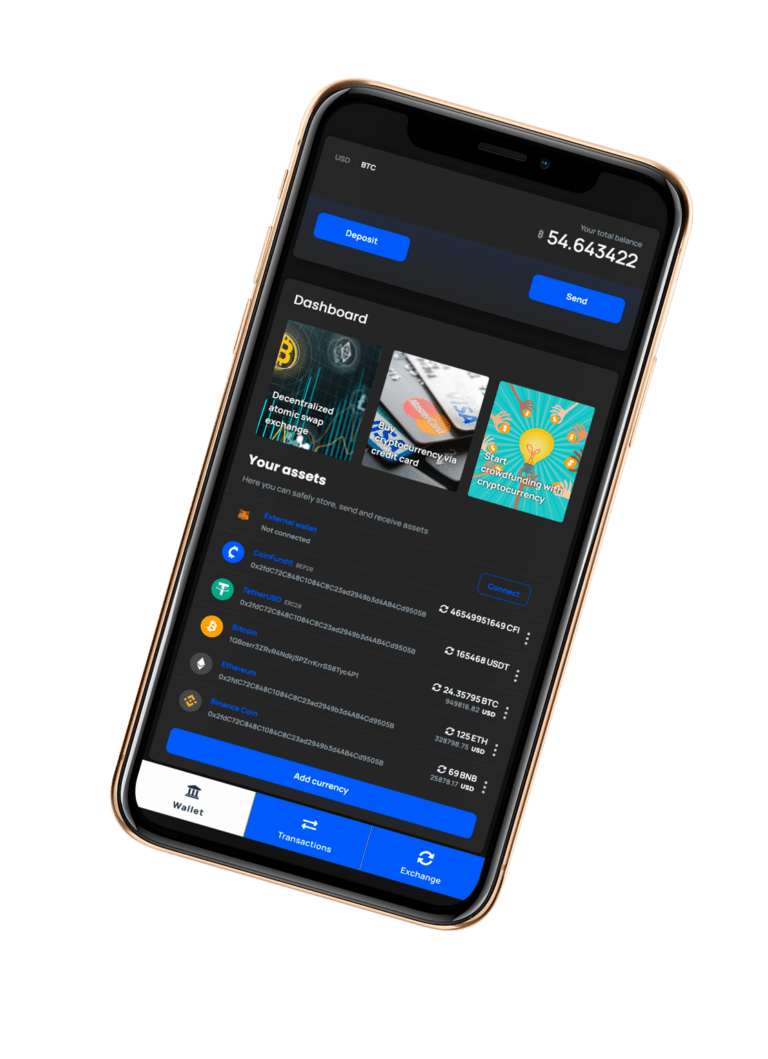 USD BTC
Your total balance
54.643422
Deposit
Send
Dashboard
Decentralized
atomic swap
exchange
MasterCard
Buy
cryptocurrency via
credit card
Start
crowdfunding with
cryptocurrency
Your assets
Here you can safely store, send and receive assets
External wallet
Not connected
Connect
CoinFundit BEP20
0x2fdC72C848C1084C8C23ad2949b3d4AB4Cd9505B
46549951649 CFI
TetherUSD ERC20
0x2fdC72C848C1084C8C23ad2949b3d4AB4Cd9505B
165468 USDT
Bitcoin
24.35795 BTC
949816.82 USD
Ethereum
0x2fdC72C848C1084C8C23ad2949b3d4AB4Cd9505B
125 ETH
328798.75 USD
Binance Coin
0x2fdC72C848C1084C8C23ad2949b3d4AB4Cd9505B
69 BNB
25878.17 USD
Add currency
Wallet
Transactions
Exchange